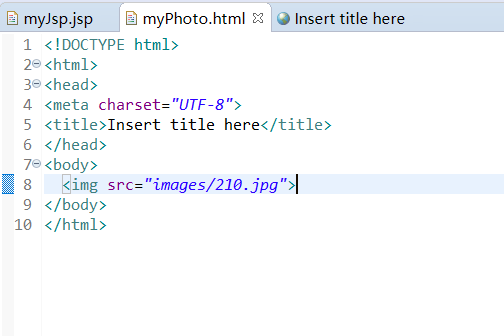 myJsp.jsp myPhoto.html Insert title here
1 <!DOCTYPE html>
2 <html>
3 <head>
4 <meta charset="UTF-8">
5 <title>Insert title here</title>
6 </head>
7 <body>
8 <img src="images/210.jpg">
9 </body>
10 </html>